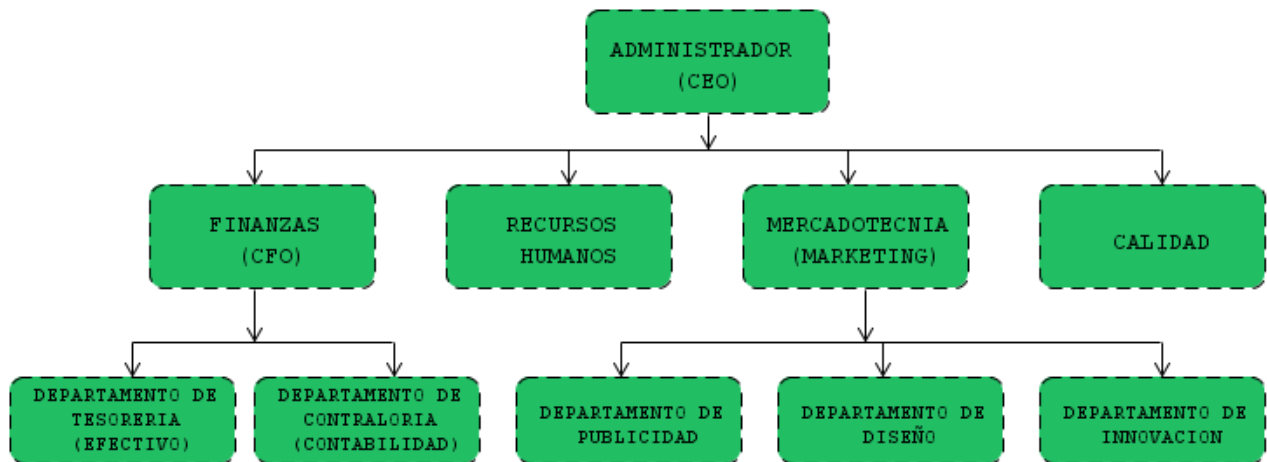 ADMINISTRADOR
(CEO)
FINANZAS
(CFO)
RECURSOS
HUMANOS
MERCADOTECNIA
(MARKETING)
CALIDAD
DEPARTAMENTO DE
TESORERIA
(EFECTIVO)
DEPARTAMENTO DE
CONTRALORIA
(CONTABILIDAD)
DEPARTAMENTO DE
PUBLICIDAD
DEPARTAMENTO DE
DISEÑO
DEPARTAMENTO DE
INNOVACION